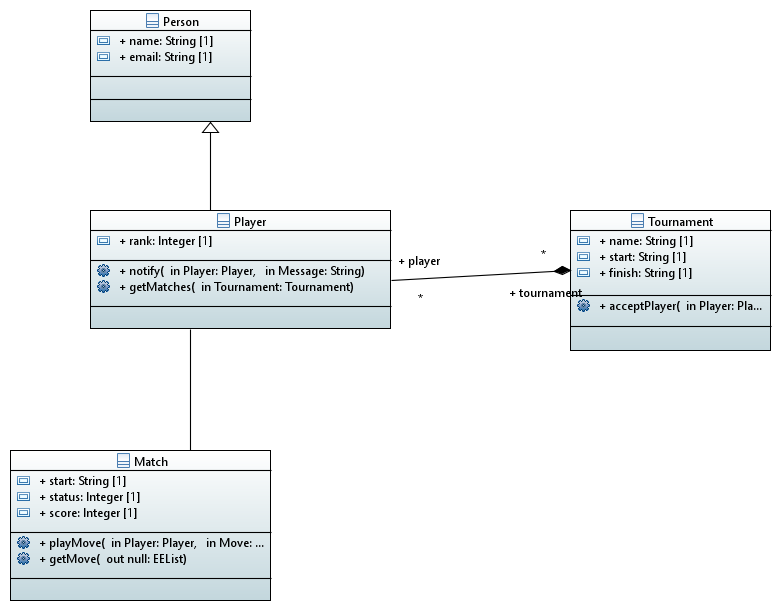 Person
+ name: String [1]
+ email: String [1]
Player
+ rank: Integer [1]
+ notify( in Player: Player, in Message: String)
+ getMatches( in Tournament: Tournament)
+ player
*
*
+ tournament
Tournament
+ name: String [1]
+ start: String [1]
+ finish: String [1]
+ acceptPlayer( in Player: Pla...
Match
+ start: String [1]
+ status: Integer [1]
+ score: Integer [1]
+ playMove( in Player: Player, in Move: ...
+ getMove( out null: EEList)